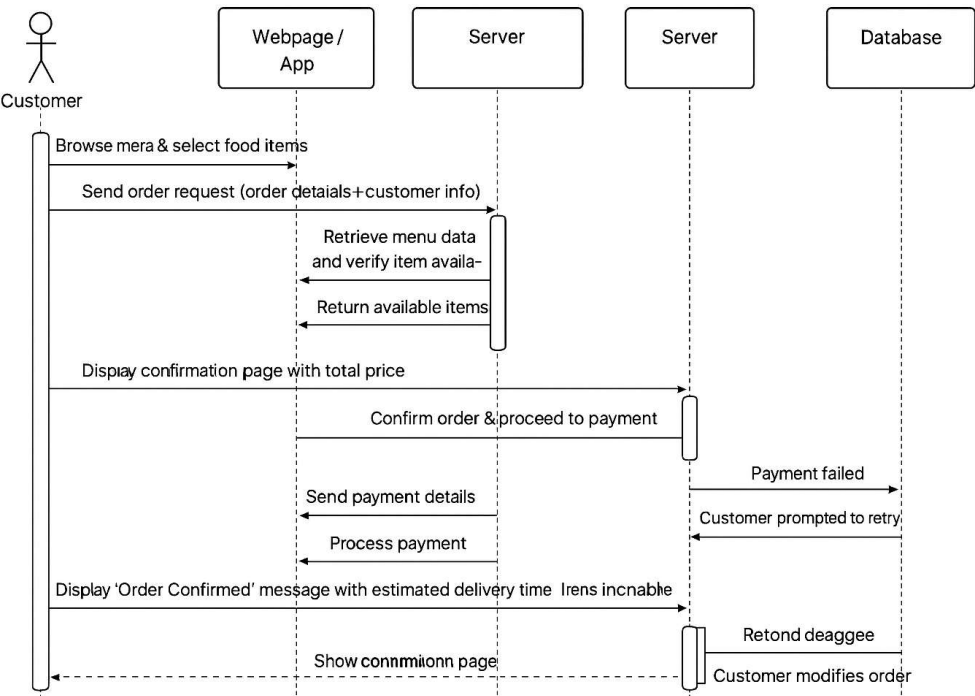 Webpage /
App
Server
Server
Database
Customer
Browse mera & select food items
Send order request (order detaials+customer info)
Retrieve menu data
and verify item availa-
Return available items
Display confirmation page with total price
Confirm order & proceed to payment
Payment failed
Send payment details
Customer prompted to retry
Process payment
Display ‘Order Confirmed’ message with estimated delivery time Irens incnable
Retond deaggee
Show page
Customer modifies order